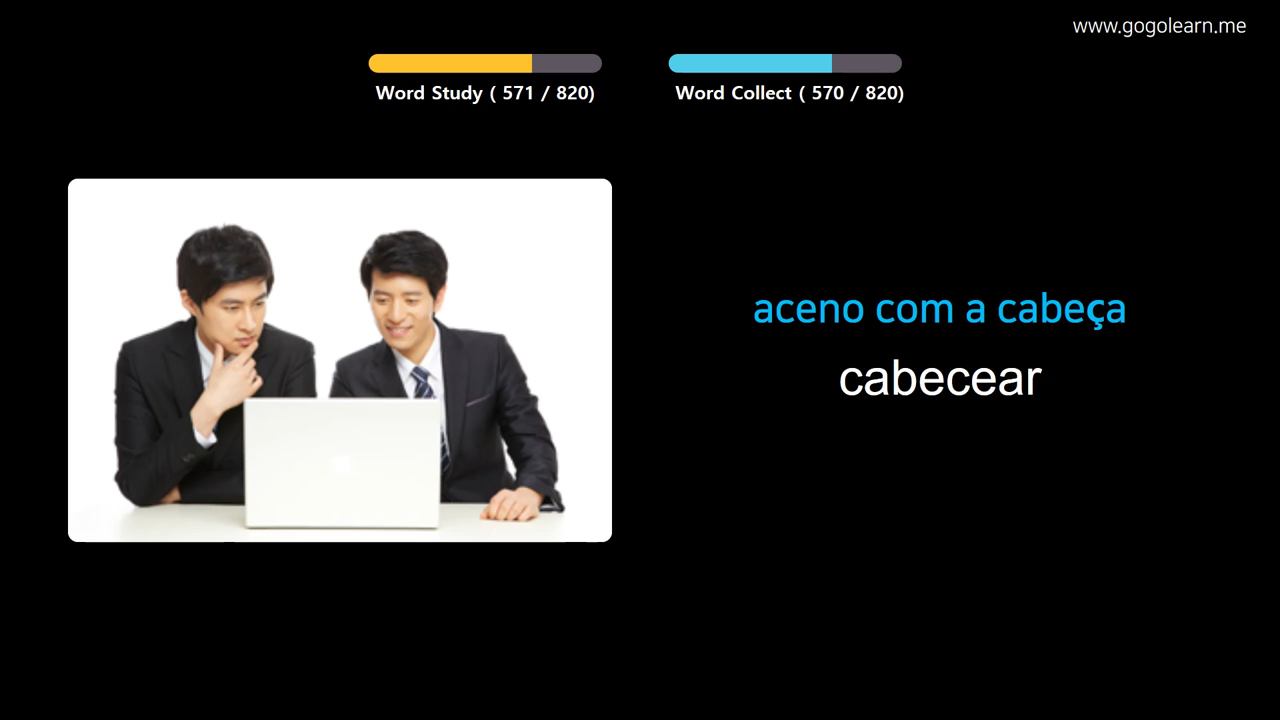 www.gogolearn.me
Word Study ( 571 / 820)
Word Collect ( 570 / 820)
aceno com a cabeça
cabecear